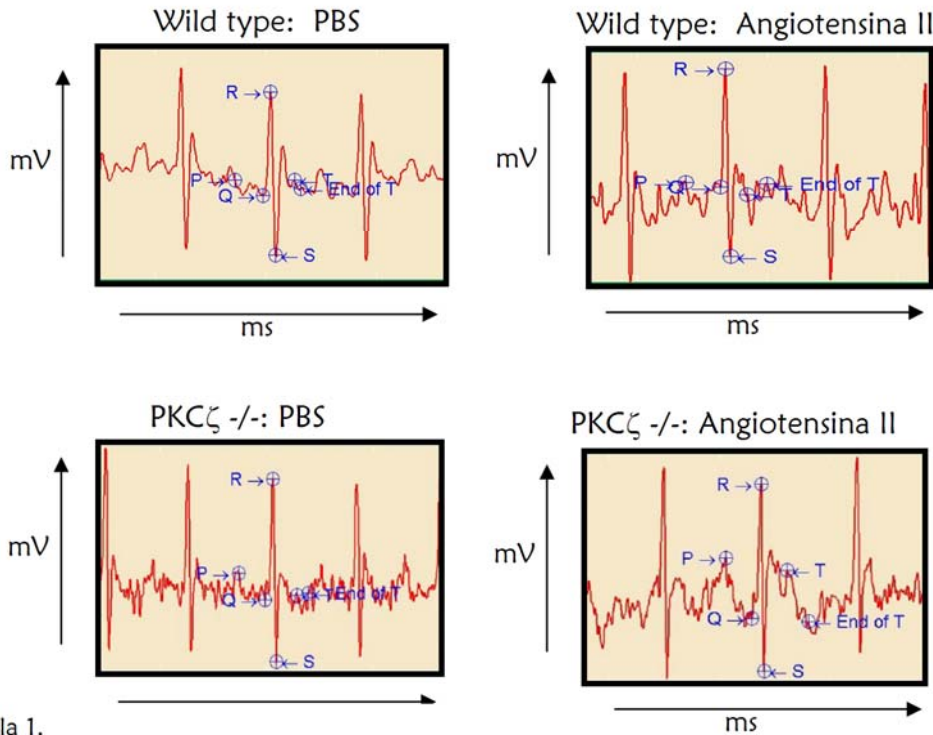 Wild type: PBS
Wild type: Angiotensina II
mV
R
P
Q
T
End of T
S
ms
mV
R
P
Q
End of T
T
S
ms
PKCζ -/-: PBS
PKCζ -/-: Angiotensina II
mV
R
P
Q
T
End of T
S
mV
R
P
T
Q
End of T
S
ms
la 1.